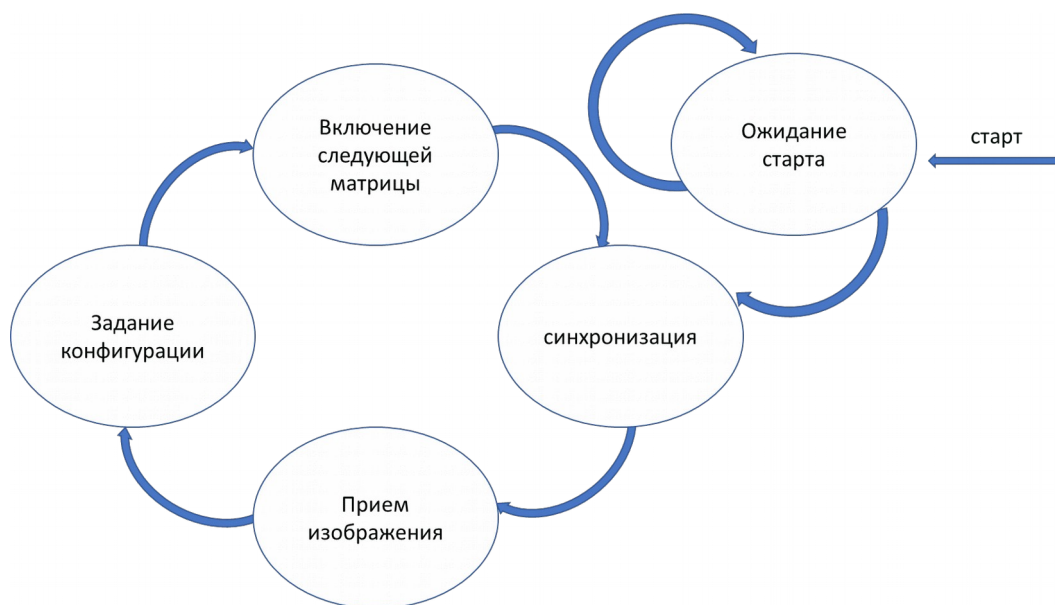 Включение
следующей
матрицы
Ожидание
старта
старт
Задание
конфигурации
синхронизация
Прием
изображения